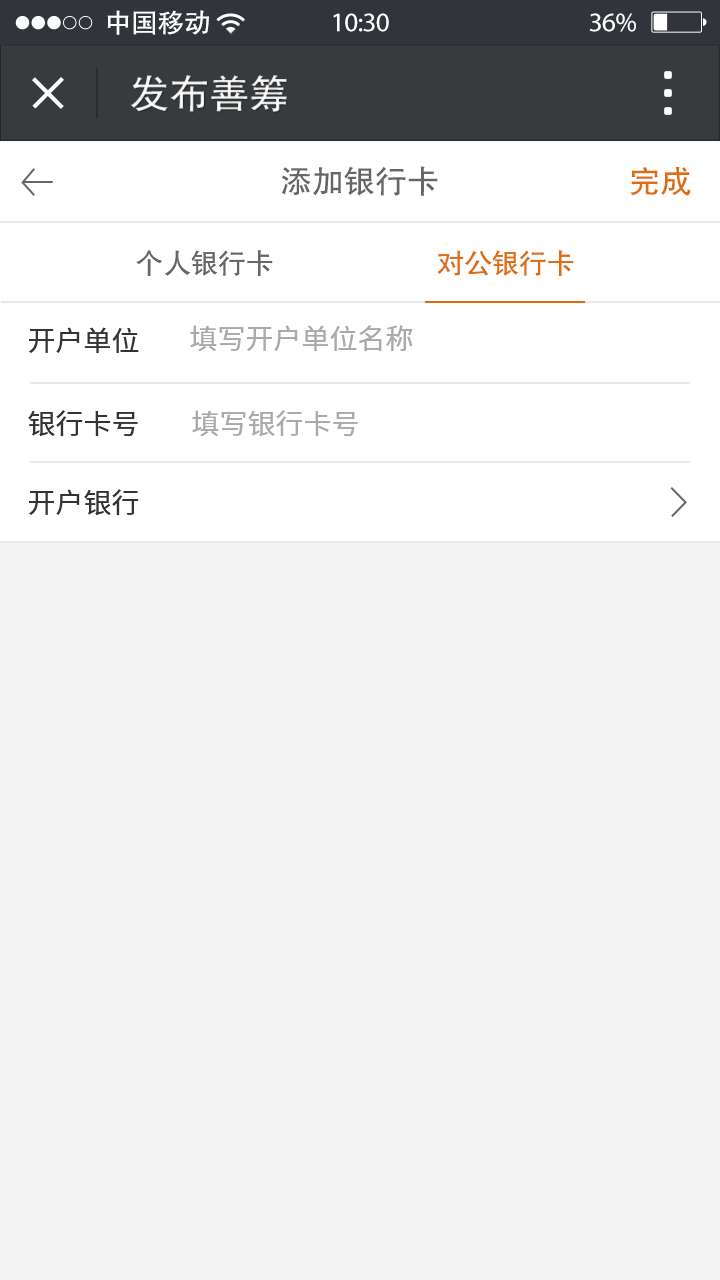 中国移动 10:30 36%
发布善筹
添加银行卡 完成
个人银行卡 对公银行卡
开户单位 填写开户单位名称
银行卡号 填写银行卡号
开户银行